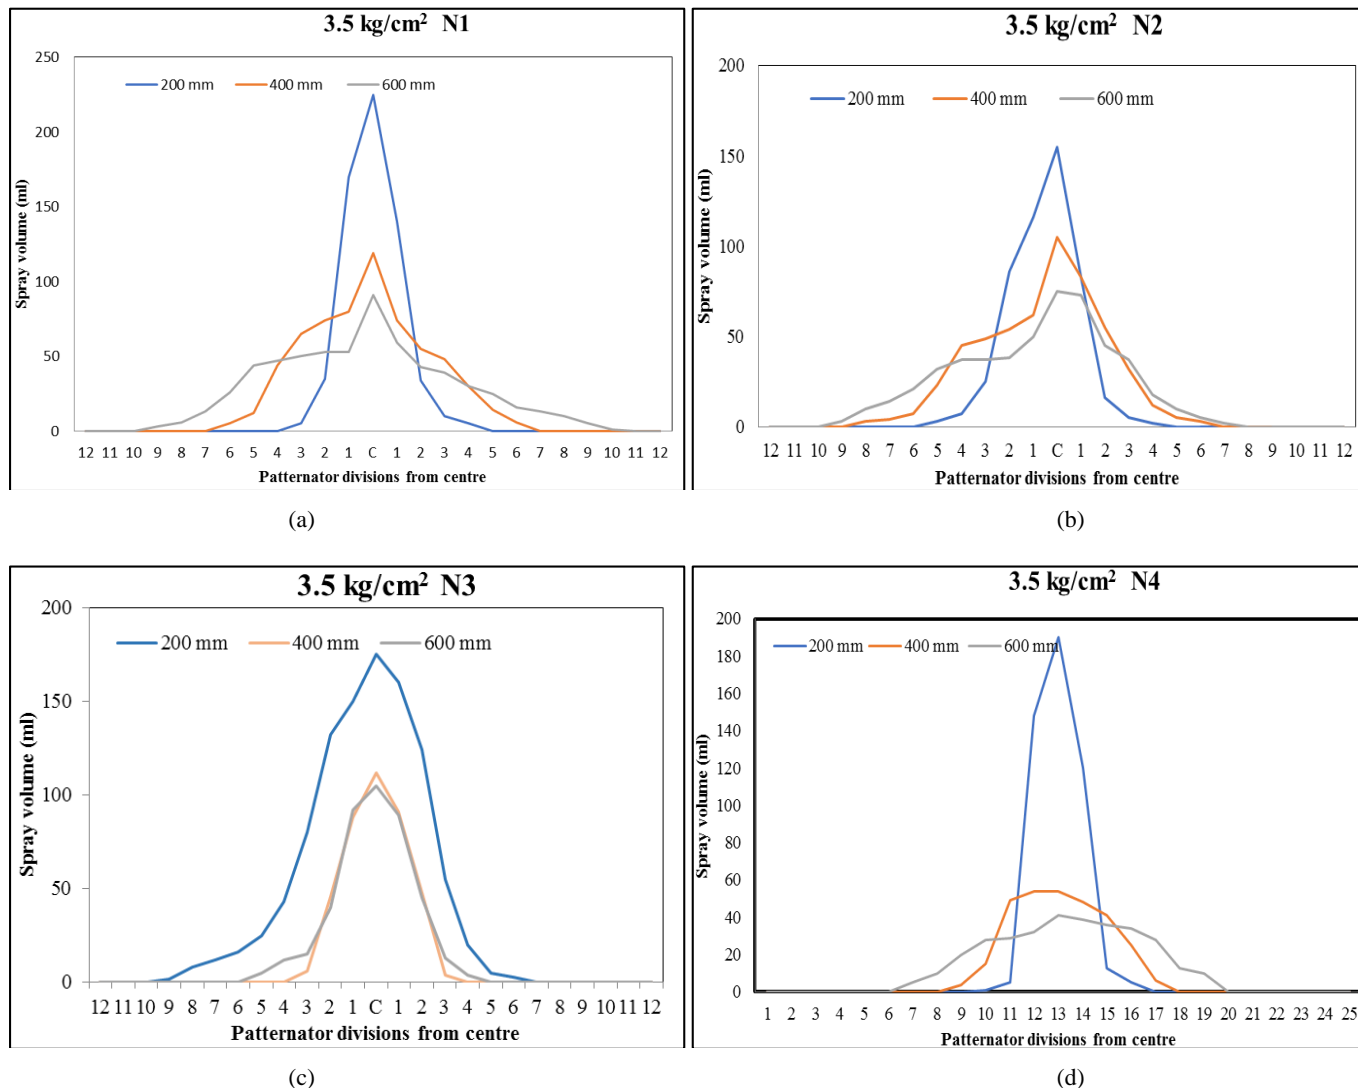 3.5 kg/cm² N1
250
200
150
100
50
0
200 mm 400 mm 600 mm
Spray volume (ml)
12 11 10 9 8 7 6 5 4 3 2 1 C 1 2 3 4 5 6 7 8 9 10 11 12
Patternator divisions from centre
(a)
3.5 kg/cm² N2
200
150
100
50
0
200 mm 400 mm 600 mm
Spray volume (ml)
12 11 10 9 8 7 6 5 4 3 2 1 C 1 2 3 4 5 6 7 8 9 10 11 12
Patternator divisions from centre
(b)
3.5 kg/cm² N3
200
150
100
50
0
200 mm 400 mm 600 mm
Spray volume (ml)
12 11 10 9 8 7 6 5 4 3 2 1 C 1 2 3 4 5 6 7 8 9 10 11 12
Patternator divisions from centre
(c)
3.5 kg/cm² N4
200
180
160
140
120
100
80
60
40
20
0
200 mm 400 mm 600 mm
Spray volume (ml)
1 2 3 4 5 6 7 8 9 10 11 12 13 14 15 16 17 18 19 20 21 22 23 24 25
Patternator divisions from centre
(d)